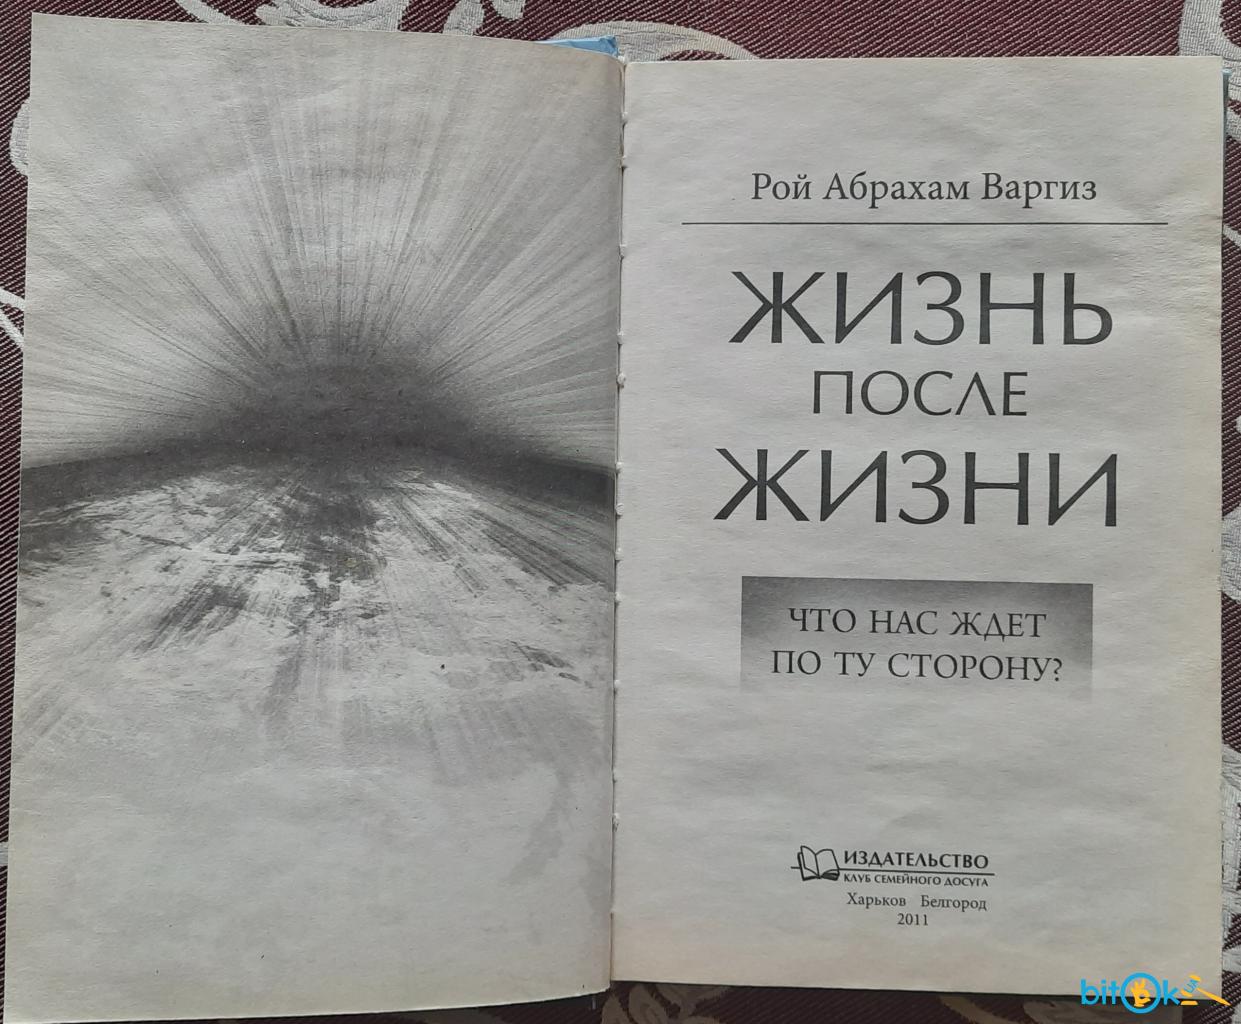 Рой Абрахам Варгиз
ЖИЗНЬ
ПОСЛЕ
ЖИЗНИ
ЧТО НАС ЖДЕТ
ПО ТУ СТОРОНУ?
ИЗДАТЕЛЬСТВО
КЛУБ СЕМЕЙНОГО ДОСУГА
Харьков Белгород
2011
bitOk UA